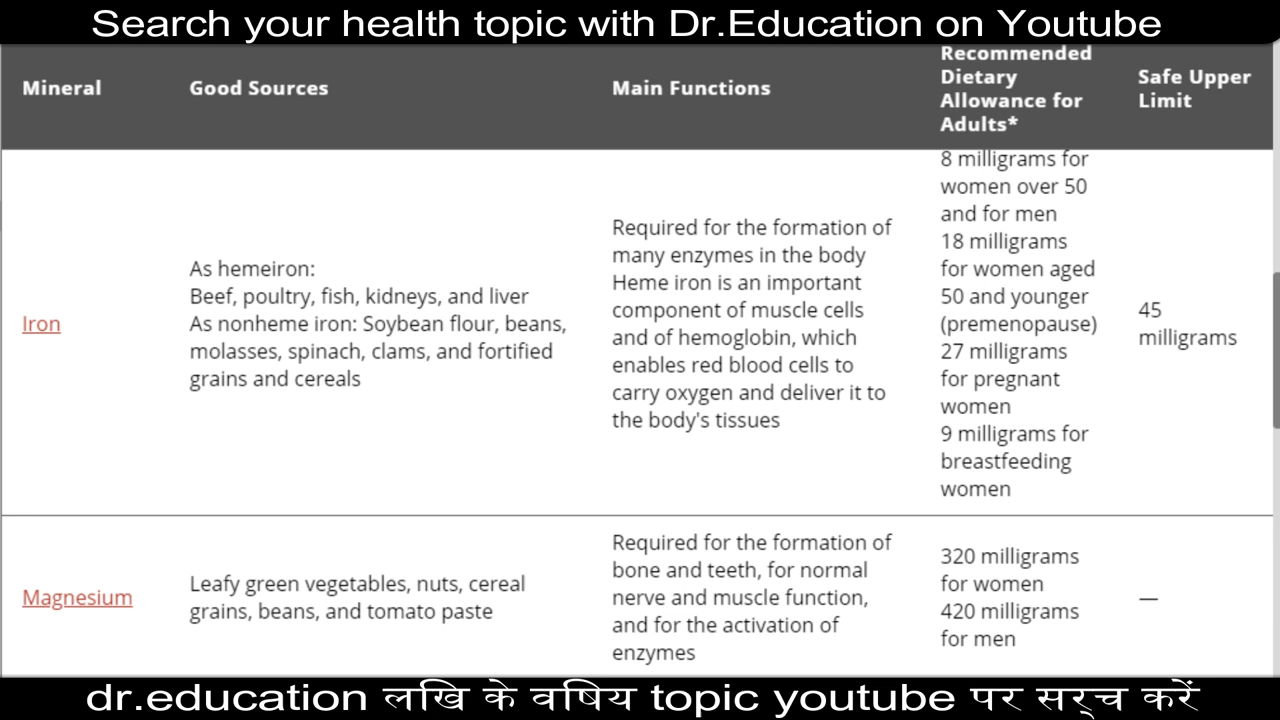 Search your health topic with Dr.Education on Youtube
Mineral
Good Sources
Main Functions
Recommended
Dietary
Allowance for
Adults*
Safe Upper
Limit
Iron
As hemeiron:
Beef, poultry, fish, kidneys, and liver
As nonheme iron: Soybean flour, beans,
molasses, spinach, clams, and fortified
grains and cereals
Required for the formation of
many enzymes in the body
Heme iron is an important
component of muscle cells
and of hemoglobin, which
enables red blood cells to
carry oxygen and deliver it to
the body's tissues
8 milligrams for
women over 50
and for men
18 milligrams
for women aged
50 and younger
(premenopause)
27 milligrams
for pregnant
women
9 milligrams for
breastfeeding
women
45
milligrams
Magnesium
Leafy green vegetables, nuts, cereal
grains, beans, and tomato paste
Required for the formation of
bone and teeth, for normal
nerve and muscle function,
and for the activation of
enzymes
320 milligrams
for women
420 milligrams
for men
—
dr.education लखि के वषिय topic youtube पर सर्च करें